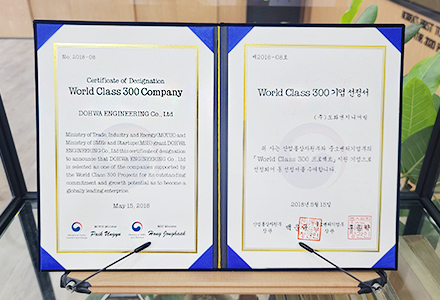 No. 2018-08
Certificate of Designation
World Class 300 Company
DOHWA ENGINEERING Co., Ltd
Ministry of Trade, Industry and Energy(MOTIE) and
Ministry of SMEs and Startups(MSS) grant DOHWA
ENGINEERING Co., Ltd this certificate of designation
to announce that DOHWA ENGINEERING Co., Ltd
is selected as one of the companies supported by
the World Class 300 Projects for its outstanding
commitment and growth potential as to become a
globally leading enterprise.
May 15, 2018
Paik Ungyu
Hong Jonghaak
제2018-08호
World Class 300 기업 선정서
(주)도화엔지니어링
위 사는 산업통상자원부와 중소벤처기업부의
「World Class 300 프로젝트」 지원 기업으로
선정되어 본 선정서를 수여합니다.
2018년 5월 15일
산업통상자원부
장관
중소벤처기업부
장관